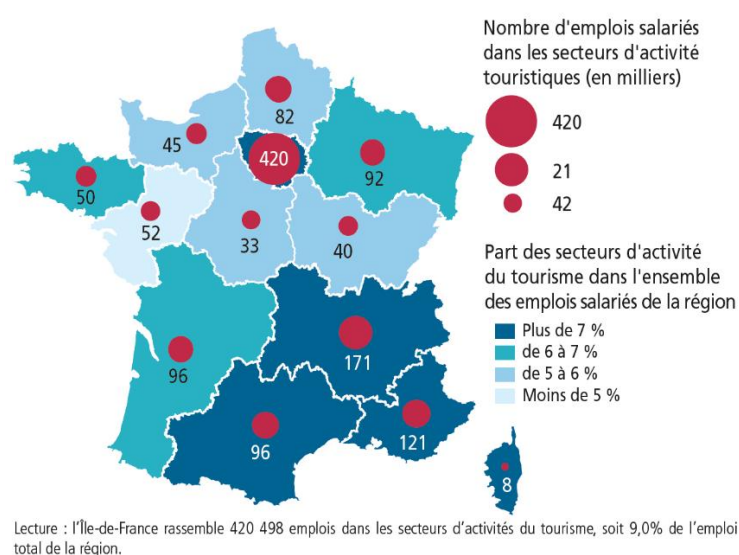 Nombre d'emplois salariés
dans les secteurs d'activité
touristiques (en milliers)
420
21
42
Part des secteurs d'activité
du tourisme dans l'ensemble
des emplois salariés de la région
Plus de 7 %
de 6 à 7 %
de 5 à 6 %
Moins de 5 %
82
45
420
92
50
52
33
40
96
171
96
121
8
Lecture : l'Île-de-France rassemble 420 498 emplois dans les secteurs d'activités du tourisme, soit 9,0% de l'emploi
total de la région.